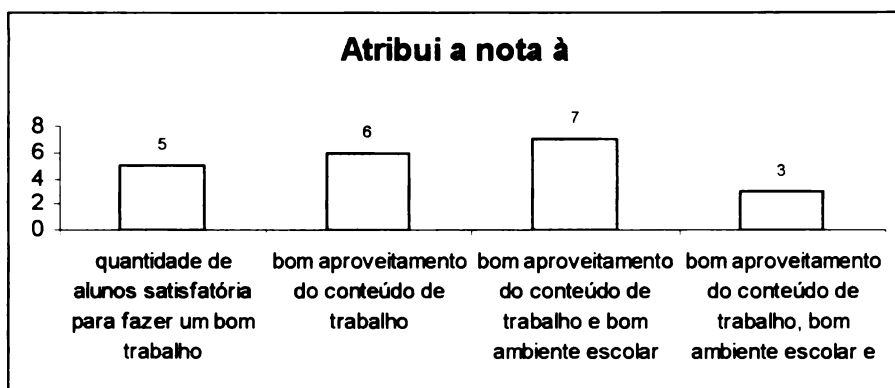 Atribui a nota à
8
6
4
2
0
5
6
7
3
quantidade de
alunos satisfatória
para fazer um bom
trabalho
bom aproveitamento
do conteúdo de
trabalho
bom aproveitamento
do conteúdo de
trabalho e bom
ambiente escolar
bom aproveitamento
do conteúdo de
trabalho, bom
ambiente escolar e